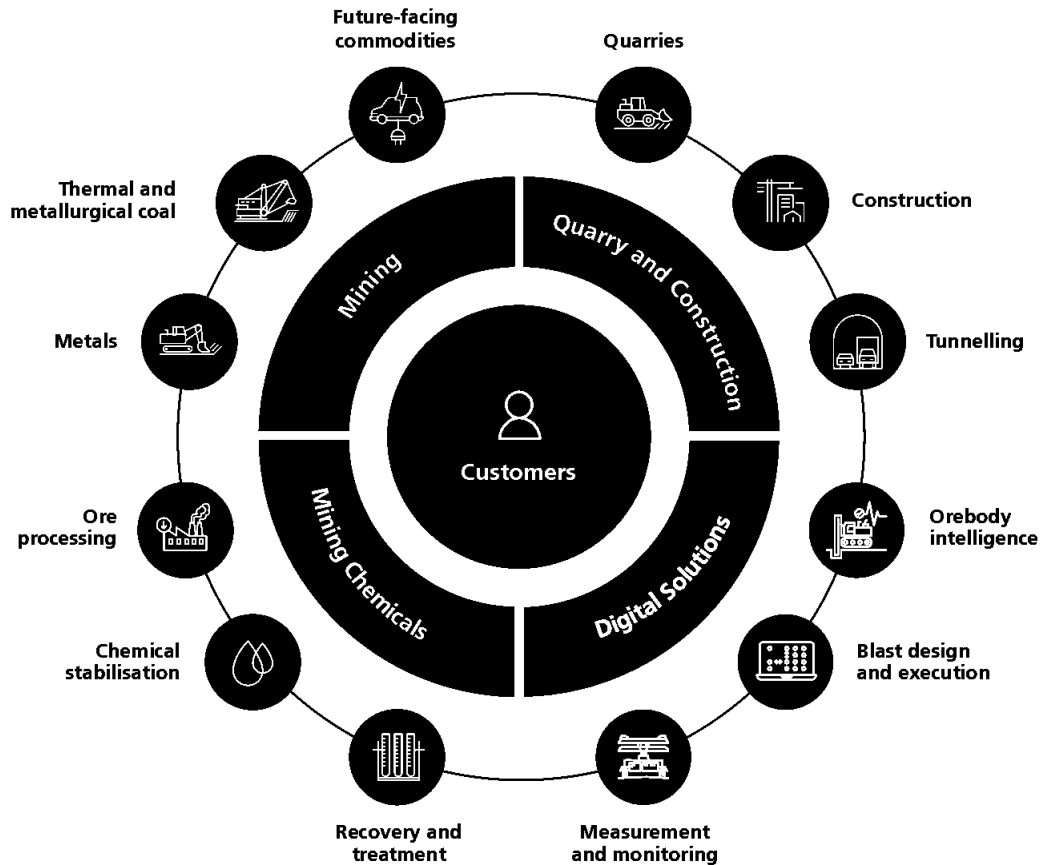 Future-facing
commodities
Quarries
Thermal and
metallurgical coal
Construction
Mining
Quarry and Construction
Metals
Tunnelling
Customers
Ore
processing
Mining Chemicals
Digital Solutions
Orebody
intelligence
Chemical
stabilisation
Blast design
and execution
Recovery and
treatment
Measurement
and monitoring